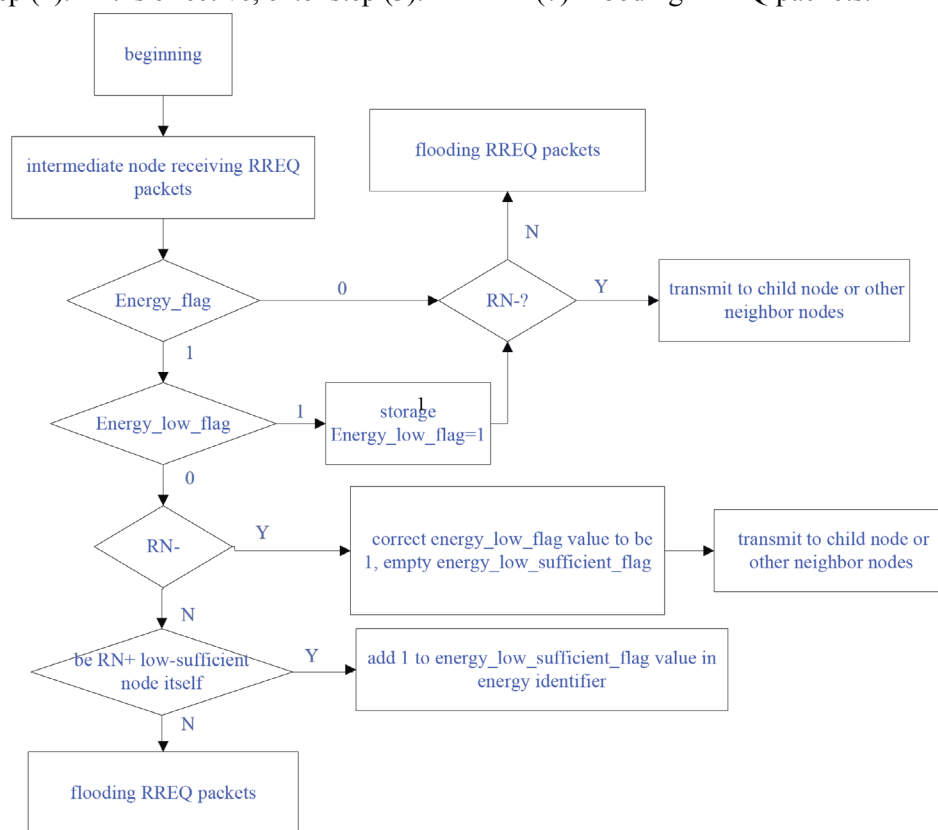 beginning
flooding RREQ packets
intermediate node receiving RREQ
packets
N
Energy_flag
0
RN-?
Y
transmit to child node or other
neighbor nodes
1
Energy_low_flag
1
1
storage
Energy_low_flag=1
0
RN-
Y
correct energy_low_flag value to be
1, empty energy_low_sufficient_flag
transmit to child node or
other neighbor nodes
N
be RN+ low-sufficient
node itself
Y
add 1 to energy_low_sufficient_flag value in
energy identifier
N
flooding RREQ packets